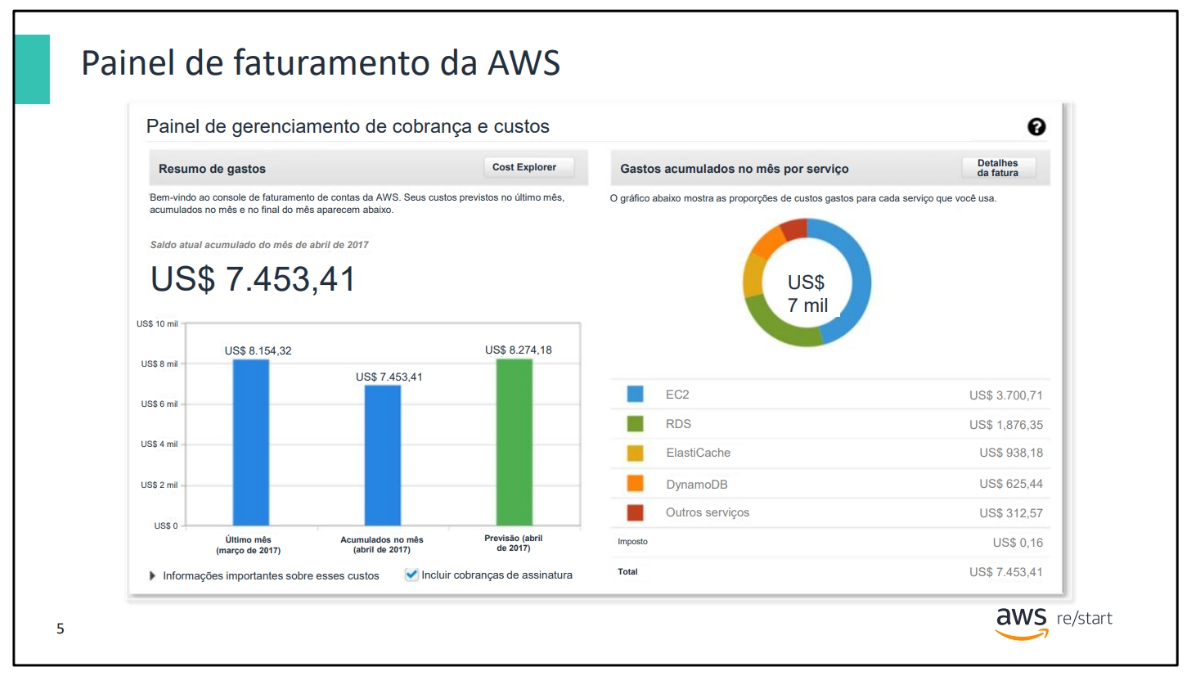 Painel de faturamento da AWS
Painel de gerenciamento de cobrança e custos
?
Resumo de gastos
Cost Explorer
Bem-vindo ao console de faturamento de contas da AWS. Seus custos previstos no último mês,
acumulados no mês e no final do mês aparecem abaixo.
Saldo atual acumulado do mês de abril de 2017
US$ 7.453,41
US$ 10 mil
US$ 8 mil
US$ 6 mil
US$ 4 mil
US$ 2 mil
US$ 0
US$ 8.154,32
US$ 7.453,41
US$ 8.274,18
Último mês
(março de 2017)
Acumulados no mês
(abril de 2017)
Previsão (abril
de 2017)
Informações importantes sobre esses custos
Incluir cobranças de assinatura
Gastos acumulados no mês por serviço
Detalhes
da fatura
O gráfico abaixo mostra as proporções de custos gastos para cada serviço que você usa.
US$
7 mil
EC2 US$ 3.700,71
RDS US$ 1,876,35
ElastiCache US$ 938,18
DynamoDB US$ 625,44
Outros serviços US$ 312,57
Imposto US$ 0,16
Total US$ 7.453,41
5
aws re/start